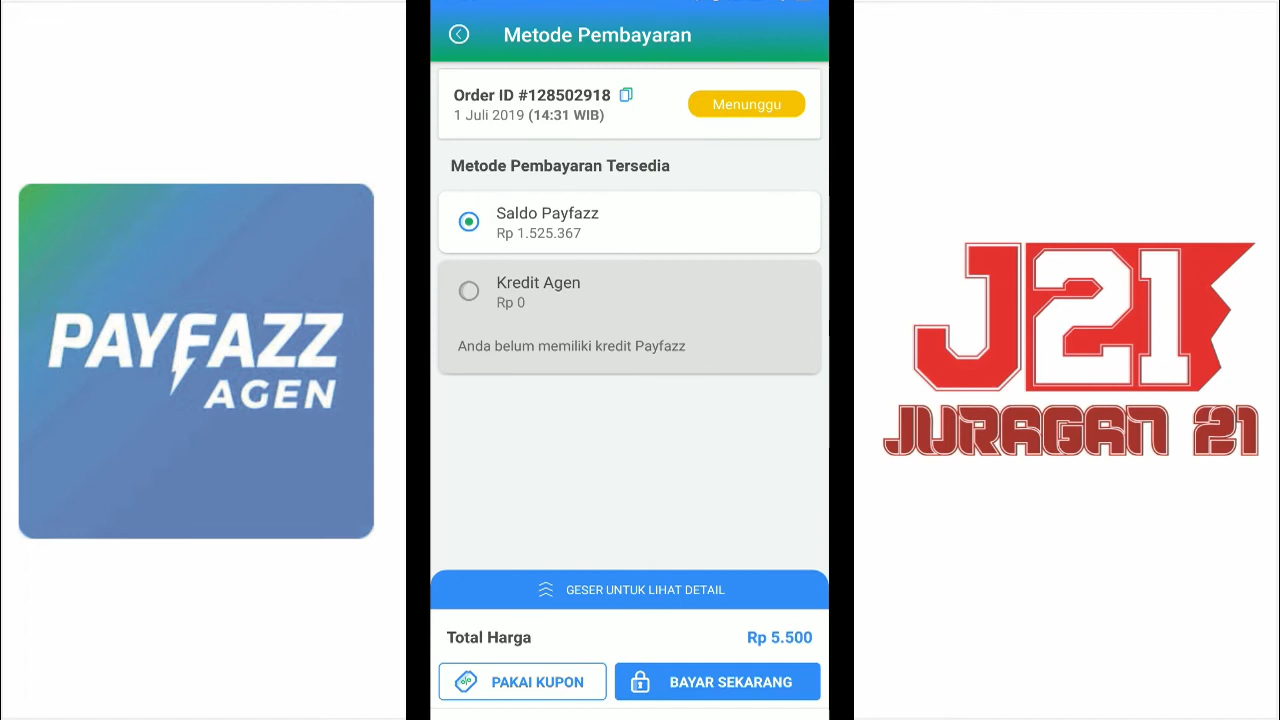 PAYFAZZ
AGEN
Metode Pembayaran
Order ID #128502918
1 Juli 2019 (14:31 WIB)
Menunggu
Metode Pembayaran Tersedia
Saldo Payfazz
Rp 1.525.367
Kredit Agen
Rp 0
Anda belum memiliki kredit Payfazz
GESER UNTUK LIHAT DETAIL
Total Harga
Rp 5.500
PAKAI KUPON
BAYAR SEKARANG
J21
JURAGAN 21